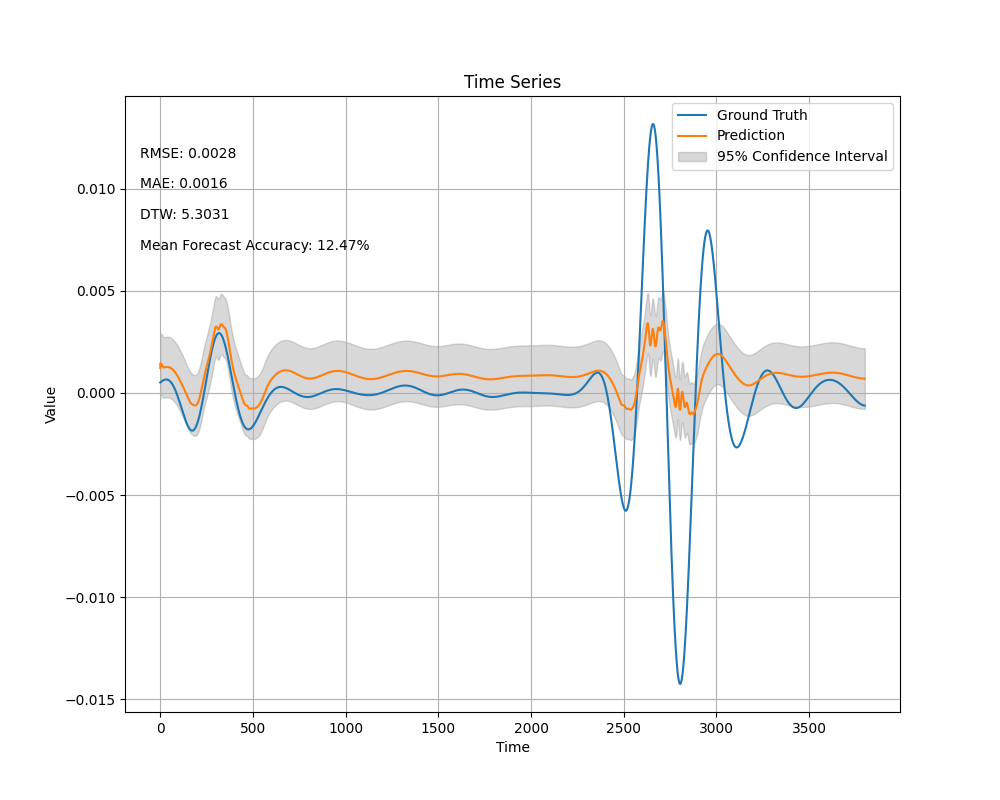 Time Series
Ground Truth
Prediction
95% Confidence Interval
RMSE: 0.0028
MAE: 0.0016
DTW: 5.3031
Mean Forecast Accuracy: 12.47%
0.010
0.005
0.000
−0.005
−0.010
−0.015
Value
0 500 1000 1500 2000 2500 3000 3500
Time